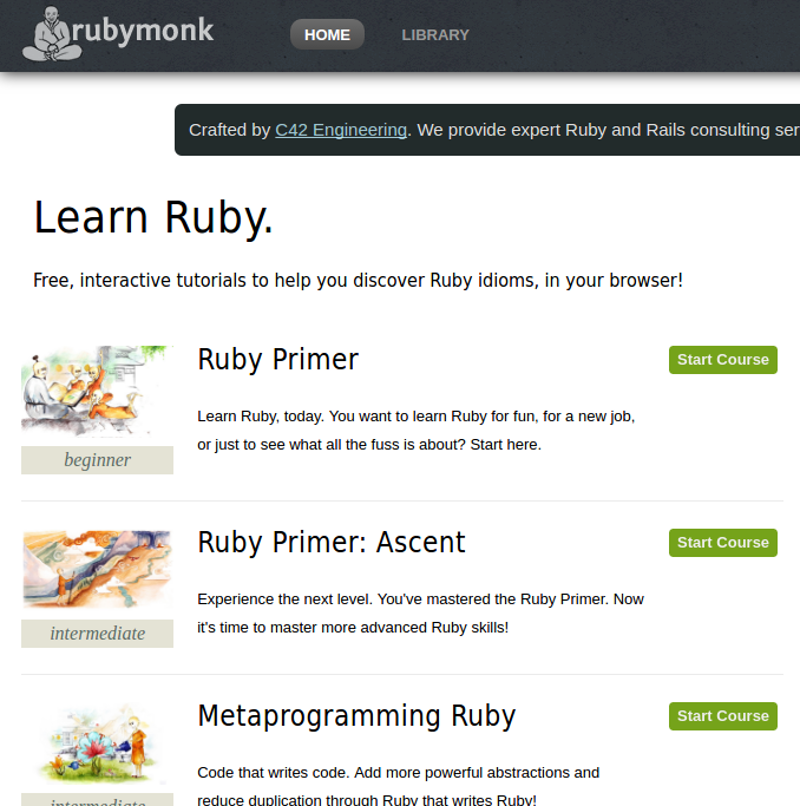 rubymonk
HOME
LIBRARY
Crafted by C42 Engineering. We provide expert Ruby and Rails consulting ser
Learn Ruby.
Free, interactive tutorials to help you discover Ruby idioms, in your browser!
Ruby Primer
Start Course
Learn Ruby, today. You want to learn Ruby for fun, for a new job,
or just to see what all the fuss is about? Start here.
beginner
Ruby Primer: Ascent
Start Course
Experience the next level. You've mastered the Ruby Primer. Now
it's time to master more advanced Ruby skills!
intermediate
Metaprogramming Ruby
Start Course
Code that writes code. Add more powerful abstractions and
reduce duplication through Ruby that writes Ruby!
intermediate